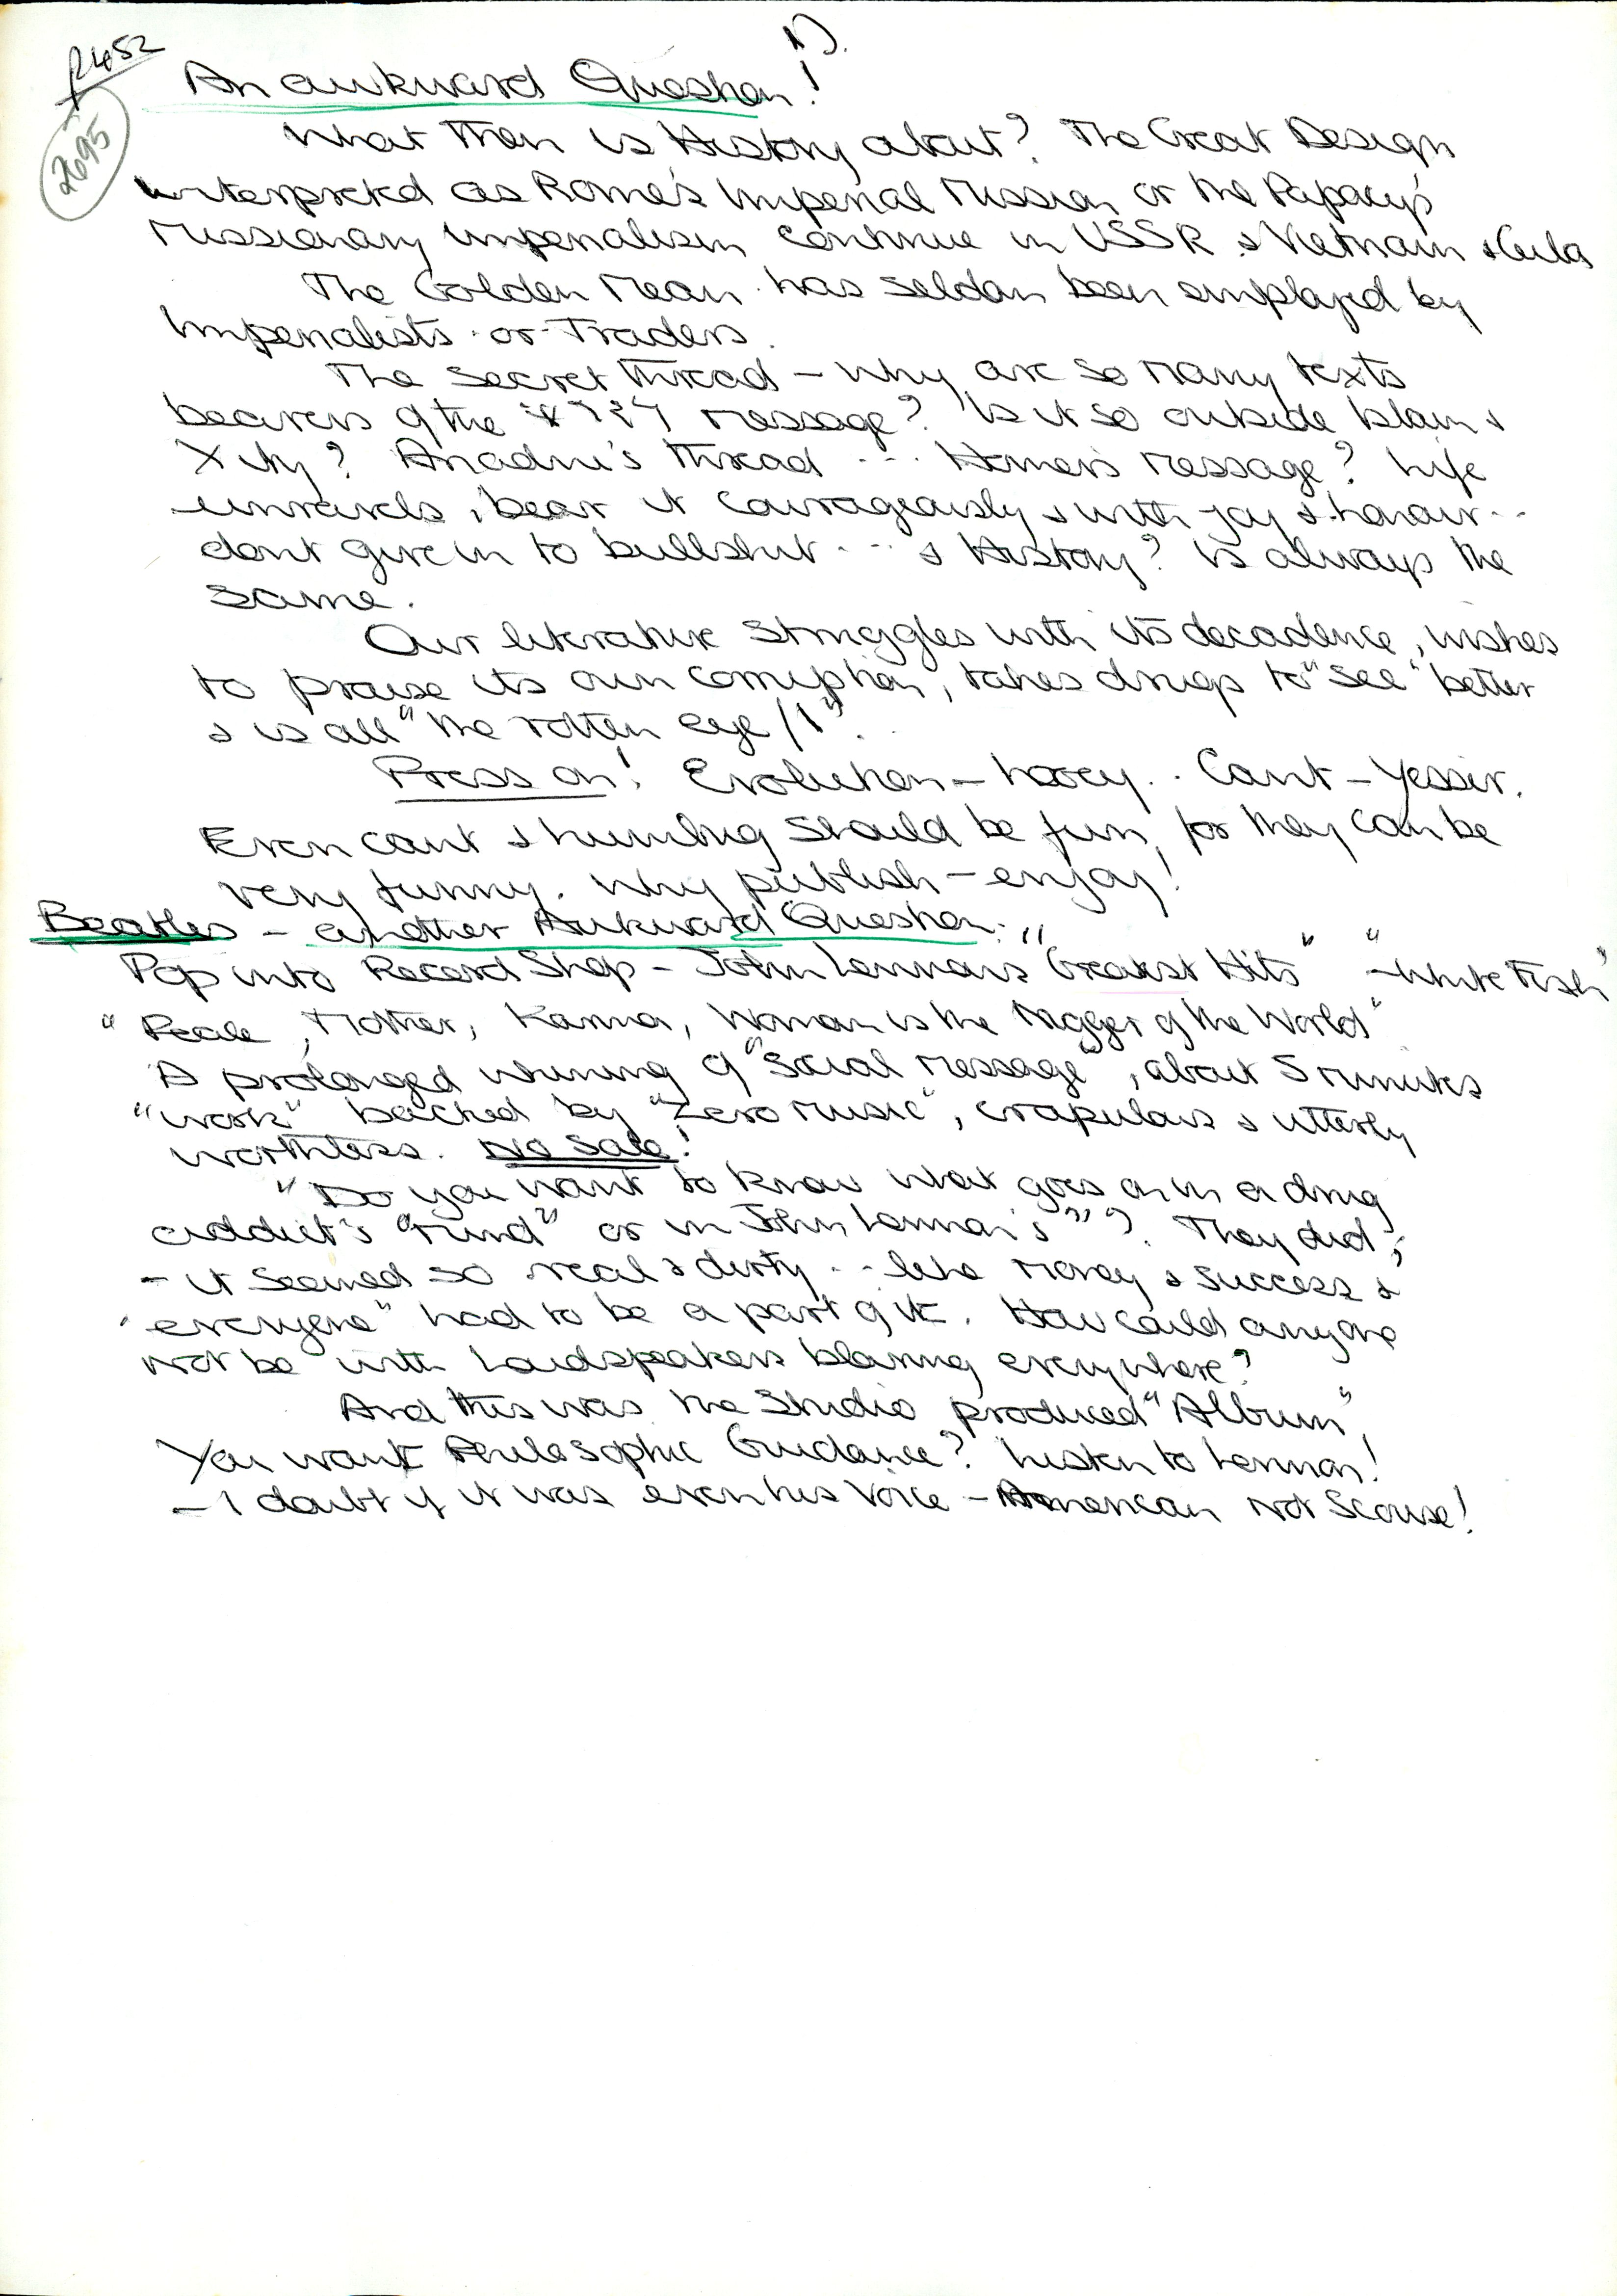 1).
P452
2695
An awkward Question!
What then is History about? The Great Design
interpreted as Rome's Imperial Mission or the Papacy's
Missionary Imperialism continue in USSR & Vietnam & Cuba
The Golden Mean has seldom been employed by
Imperialists or Traders.
The secret thread – why are so many texts
bearers of the message? Is it so outside Islam &
Xity? Ariadne's thread ... Homer's message? Life
unravels, bear it courageously & with joy & honour..
dont give in to bullshit ... & History? is always the
same.
Our literature struggles with its decadence, wishes
to praise its own corruption, takes drugs to "see" better
& is all "the rotten eye/I".
Press on! Evolution – hooey.. Cant – Yessir.
Even cant & humbug should be fun, for they can be
very funny. Why publish – enjoy!
Beatles – another Awkward Question:
Pop into Record Shop – John Lennon's "Greatest Hits" "–White Fish"
"Peace, Mother, Karma, Woman is the Nigger of the World"
A prolonged whining of "social message", about 5 minutes
"work" backed by "Zero music", crapulous & utterly
worthless. No Sale!
"Do you want to know what goes on in a drug
addict's "mind" or in John Lennon's""? They did;
– it seemed so real & dirty .. like money & success &
"everyone" had to be a part of it. How could anyone
not be with Loudspeakers blaring everywhere?
And this was the Studio produced "Album",
You want Philosophic Guidance? Listen to Lennon!
– I doubt if it was even his voice – American not Scouse!